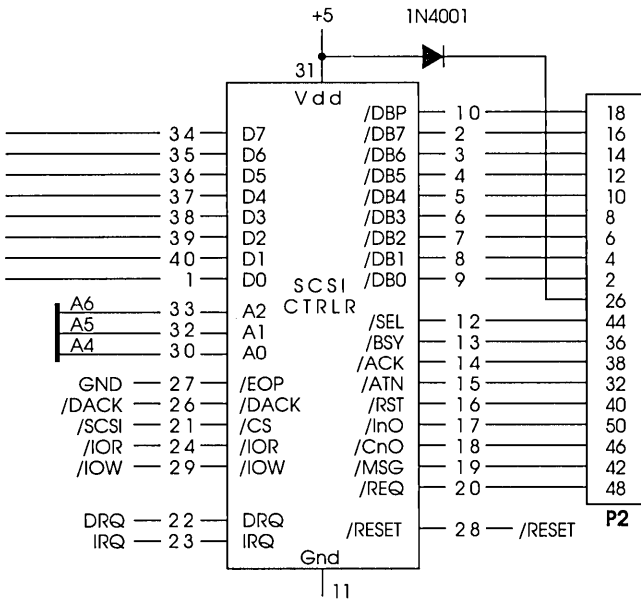 +5 1N4001
31
Vdd
/DBP 10 18
34 D7 /DB7 2 16
35 D6 /DB6 3 14
36 D5 /DB5 4 12
37 D4 /DB4 5 10
38 D3 /DB3 6 8
39 D2 /DB2 7 6
40 D1 /DB1 8 4
1 D0 /DB0 9 2
SCSI
CTRLR
26
A6 33 A2 /SEL 12 44
A5 32 A1 /BSY 13 36
A4 30 A0 /ACK 14 38
GND 27 /EOP /ATN 15 32
/DACK 26 /DACK /RST 16 40
/SCSI 21 /CS /InO 17 50
/IOR 24 /IOR /CnO 18 46
/IOW 29 /IOW /MSG 19 42
/REQ 20 48
P2
DRQ 22 DRQ /RESET 28 /RESET
IRQ 23 IRQ
Gnd
11